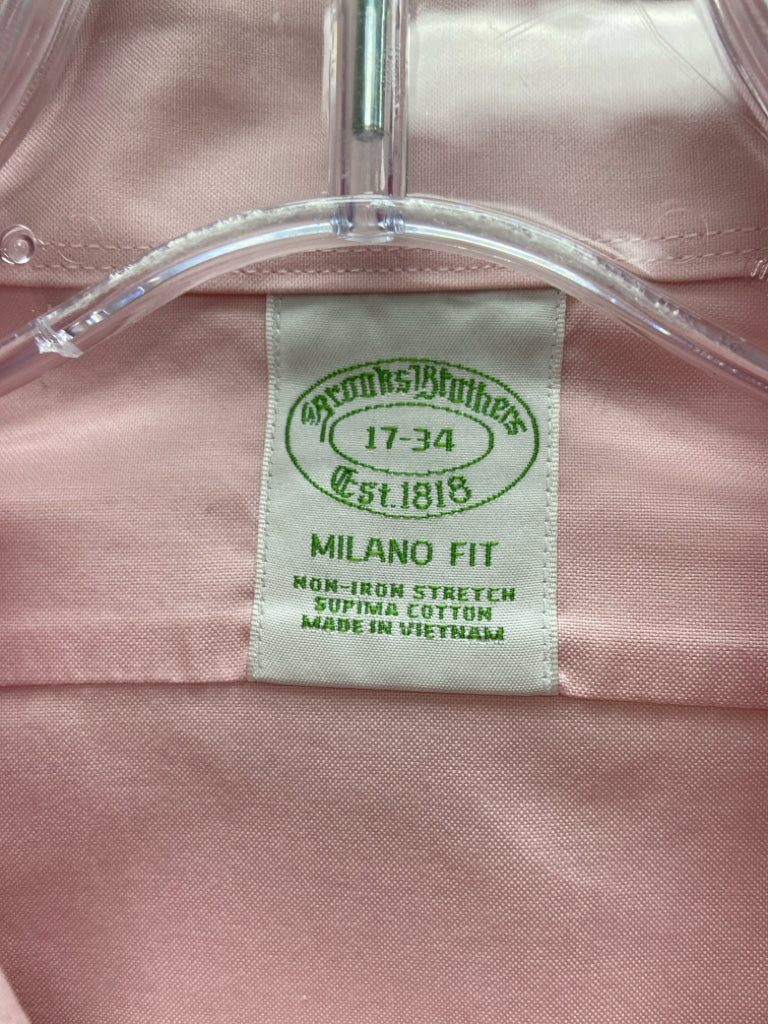 Brooks Brothers
17-34
Est. 1818
MILANO FIT
NON-IRON STRETCH
SUPIMA COTTON
MADE IN VIETNAM